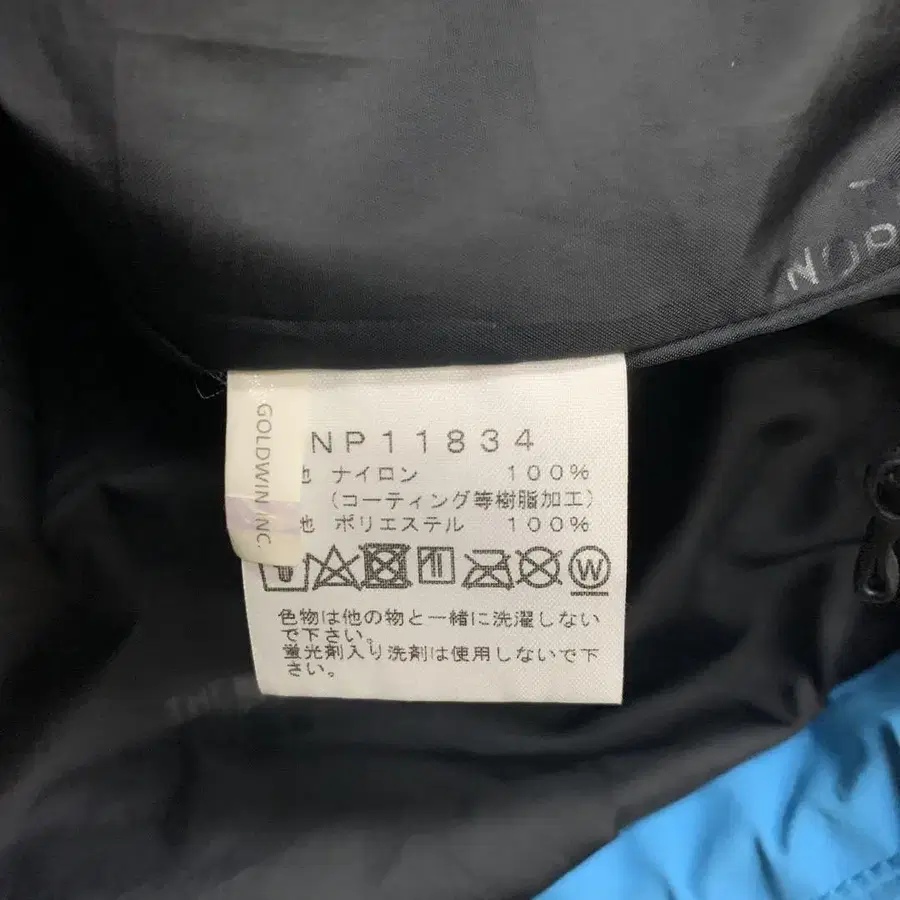 NOR
GOLDWIN INC.
NP11834
地 ナイロン 100%
(コーティング等樹脂加工)
地 ポリエステル 100%
W
色物は他の物と一緒に洗濯しない
で下さい。
蛍光剤入り洗剤は使用しないで下
さい。
THE